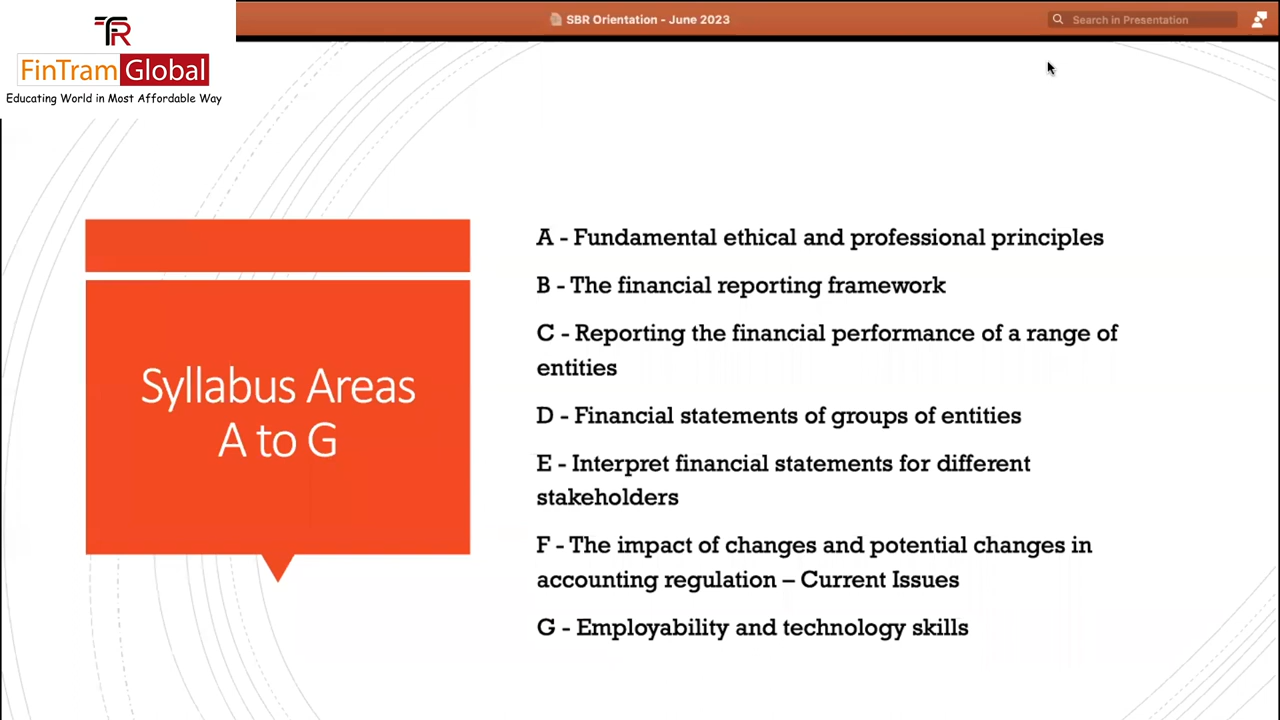 TR
FinTram Global
Educating World in Most Affordable Way
SBR Orientation - June 2023
Search in Presentation
Syllabus Areas
A to G
A - Fundamental ethical and professional principles
B - The financial reporting framework
C - Reporting the financial performance of a range of
entities
D - Financial statements of groups of entities
E - Interpret financial statements for different
stakeholders
F - The impact of changes and potential changes in
accounting regulation – Current Issues
G - Employability and technology skills